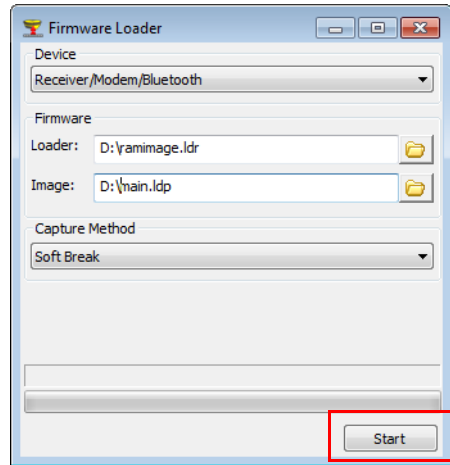 Firmware Loader
Device
Receiver/Modem/Bluetooth
Firmware
Loader: D:\ramimage.ldr
Image: D:\main.ldp
Capture Method
Soft Break
Start